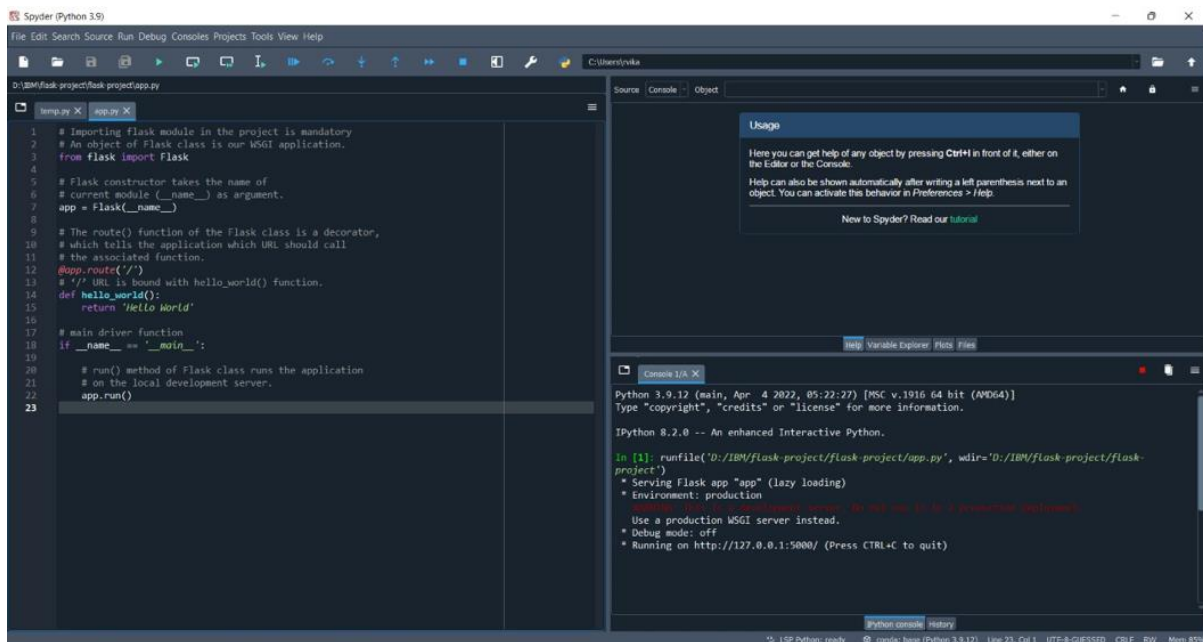 Spyder (Python 3.9)
File Edit Search Source Run Debug Consoles Projects Tools View Help
C:\Users\rvika
D:\IBM\flask-project\flask-project\app.py
temp.py app.py
1 # Importing flask module in the project is mandatory
2 # An object of Flask class is our WSGI application.
3 from flask import Flask
4
5 # Flask constructor takes the name of
6 # current module (__name__) as argument.
7 app = Flask(__name__)
8
9 # The route() function of the Flask class is a decorator,
10 # which tells the application which URL should call
11 # the associated function.
12 @app.route('/')
13 # ‘/’ URL is bound with hello_world() function.
14 def hello_world():
15 return 'Hello World'
16
17 # main driver function
18 if __name__ == '__main__':
19
20 # run() method of Flask class runs the application
21 # on the local development server.
22 app.run()
23
Source Console Object
Usage
Here you can get help of any object by pressing Ctrl+I in front of it, either on
the Editor or the Console.
Help can also be shown automatically after writing a left parenthesis next to an
object. You can activate this behavior in Preferences > Help.
New to Spyder? Read our tutorial
Help Variable Explorer Plots Files
Console 1/A
Python 3.9.12 (main, Apr 4 2022, 05:22:27) [MSC v.1916 64 bit (AMD64)]
Type "copyright", "credits" or "license" for more information.
IPython 8.2.0 -- An enhanced Interactive Python.
In [1]: runfile('D:/IBM/flask-project/flask-project/app.py', wdir='D:/IBM/flask-project/flask-
project')
* Serving Flask app "app" (lazy loading)
* Environment: production
WARNING: This is a development server. Do not use it in a production deployment.
Use a production WSGI server instead.
* Debug mode: off
* Running on http://127.0.0.1:5000/ (Press CTRL+C to quit)
IPython console History
LSP Python: ready conda: base (Python 3.9.12) Line 23, Col 1 UTF-8-GUESSED CRLF RW Mem 85%